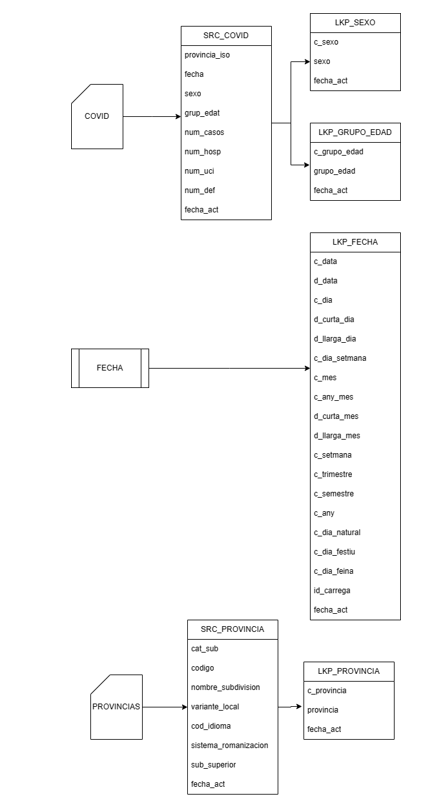 COVID
SRC_COVID
provincia_iso
fecha
sexo
grup_edat
num_casos
num_hosp
num_uci
num_def
fecha_act
LKP_SEXO
c_sexo
sexo
fecha_act
LKP_GRUPO_EDAD
c_grupo_edad
grupo_edad
fecha_act
FECHA
LKP_FECHA
c_data
d_data
c_dia
d_curta_dia
d_llarga_dia
c_dia_setmana
c_mes
c_any_mes
d_curta_mes
d_llarga_mes
c_setmana
c_trimestre
c_semestre
c_any
c_dia_natural
c_dia_festiu
c_dia_feina
id_carrega
fecha_act
PROVINCIAS
SRC_PROVINCIA
cat_sub
codigo
nombre_subdivision
variante_local
cod_idioma
sistema_romanizacion
sub_superior
fecha_act
LKP_PROVINCIA
c_provincia
provincia
fecha_act